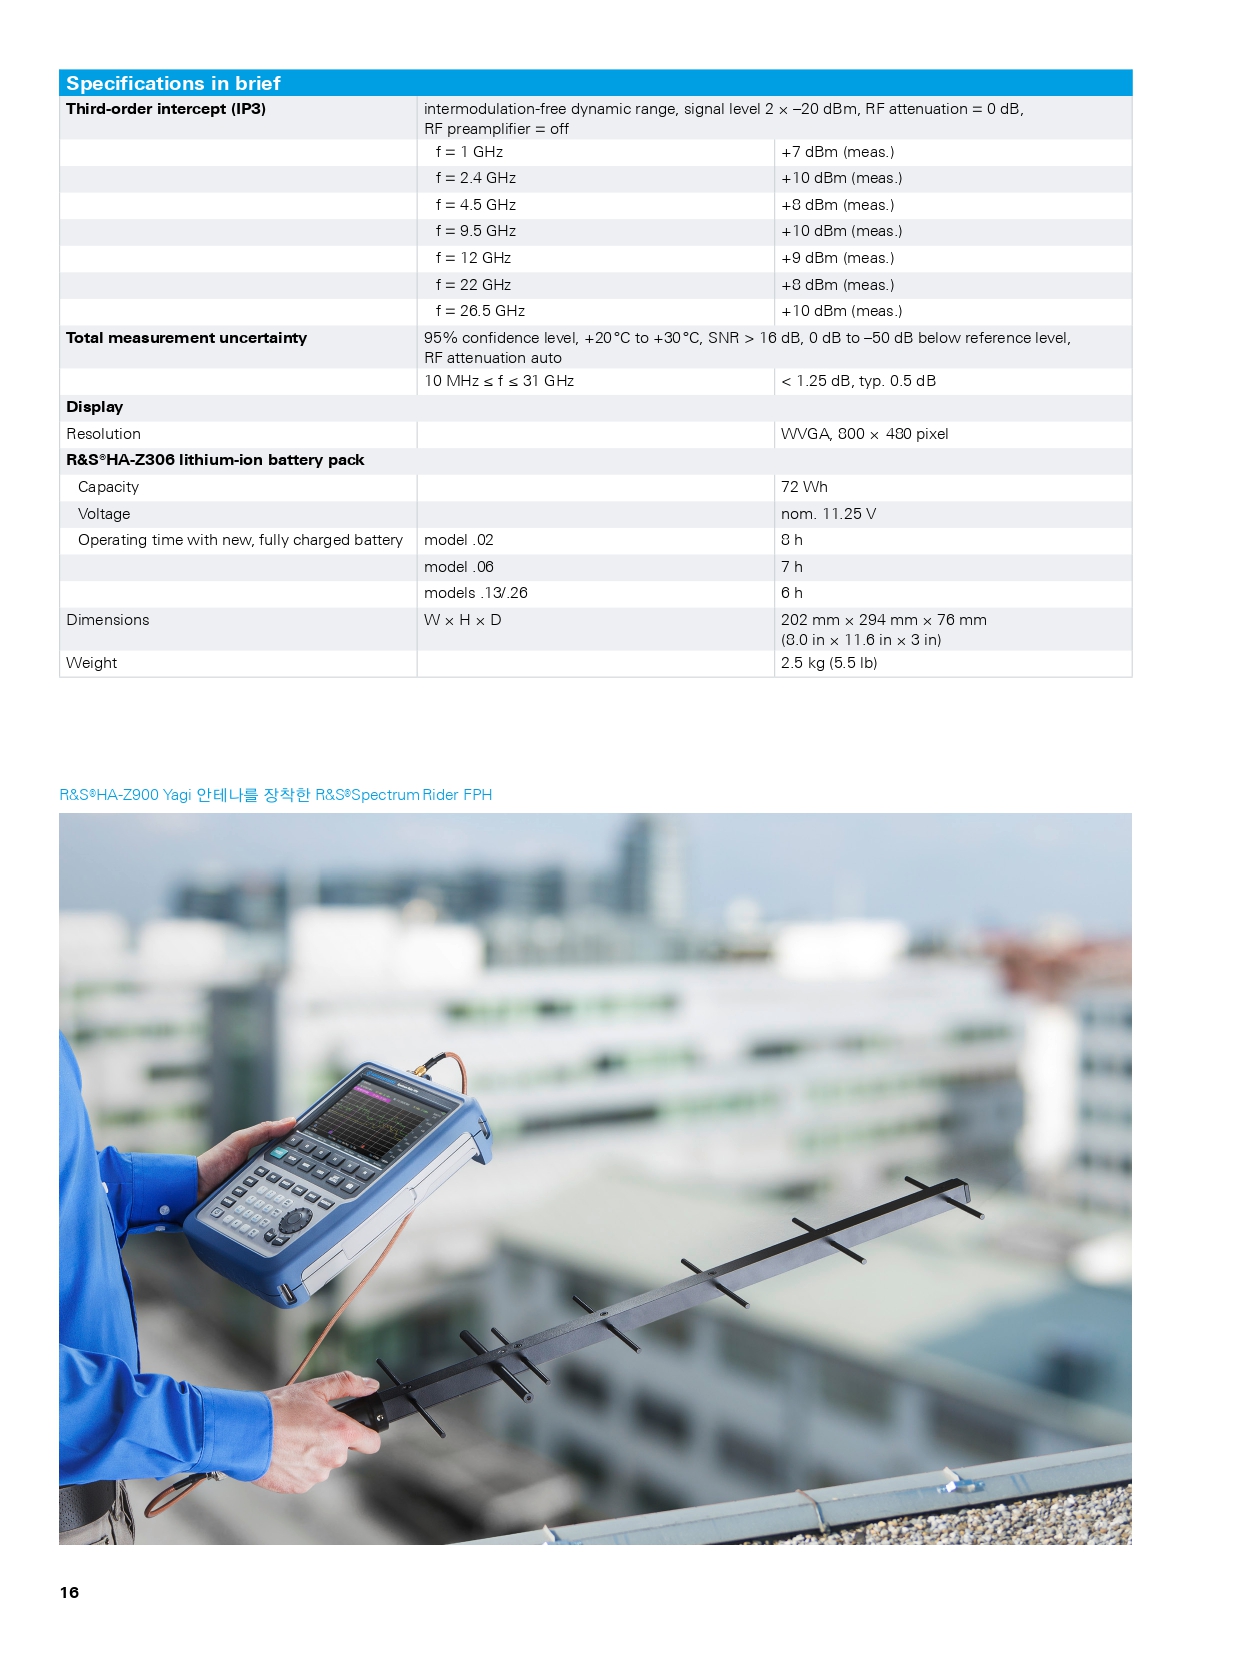 Specifications in brief
Third-order intercept (IP3) intermodulation-free dynamic range, signal level 2 × –20 dBm, RF attenuation = 0 dB,
RF preamplifier = off
f = 1 GHz +7 dBm (meas.)
f = 2.4 GHz +10 dBm (meas.)
f = 4.5 GHz +8 dBm (meas.)
f = 9.5 GHz +10 dBm (meas.)
f = 12 GHz +9 dBm (meas.)
f = 22 GHz +8 dBm (meas.)
f = 26.5 GHz +10 dBm (meas.)
Total measurement uncertainty 95% confidence level, +20 °C to +30 °C, SNR > 16 dB, 0 dB to –50 dB below reference level,
RF attenuation auto
10 MHz ≤ f ≤ 31 GHz < 1.25 dB, typ. 0.5 dB
Display
Resolution WVGA, 800 × 480 pixel
R&S®HA-Z306 lithium-ion battery pack
Capacity 72 Wh
Voltage nom. 11.25 V
Operating time with new, fully charged battery model .02 8 h
model .06 7 h
models .13/.26 6 h
Dimensions W × H × D 202 mm × 294 mm × 76 mm
(8.0 in × 11.6 in × 3 in)
Weight 2.5 kg (5.5 lb)
R&S®HA-Z900 Yagi 안테나를 장착한 R&S®Spectrum Rider FPH
16